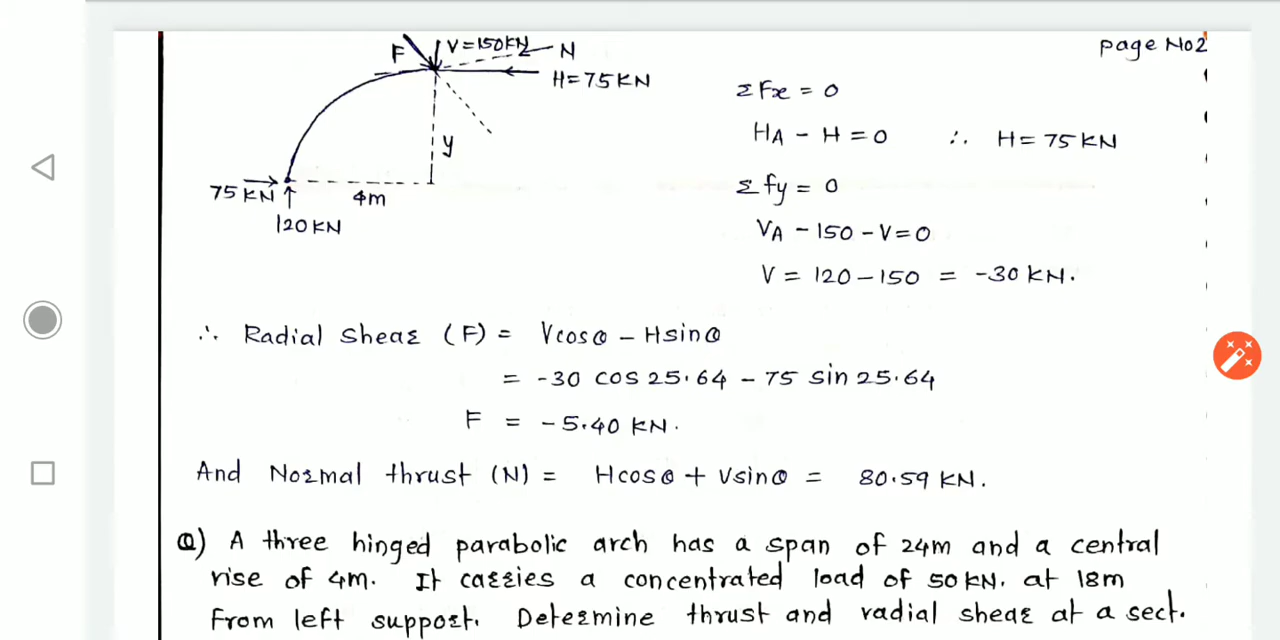 F V=150KN N
H=75KN
y
75 KN
4m
120KN
page No2
ΣFx = 0
HA - H = 0 ∴ H = 75 KN
Σfy = 0
VA - 150 - V = 0
V = 120 - 150 = -30 KN.
∴ Radial shear (F) = Vcosθ - Hsinθ
= -30 cos 25.64 - 75 sin 25.64
F = -5.40 KN.
And Normal thrust (N) = Hcosθ + Vsinθ = 80.59 KN.
Q) A three hinged parabolic arch has a span of 24m and a central
rise of 4m. It carries a concentrated load of 50KN. at 18m
From left support. Determine thrust and radial shear at a sect.